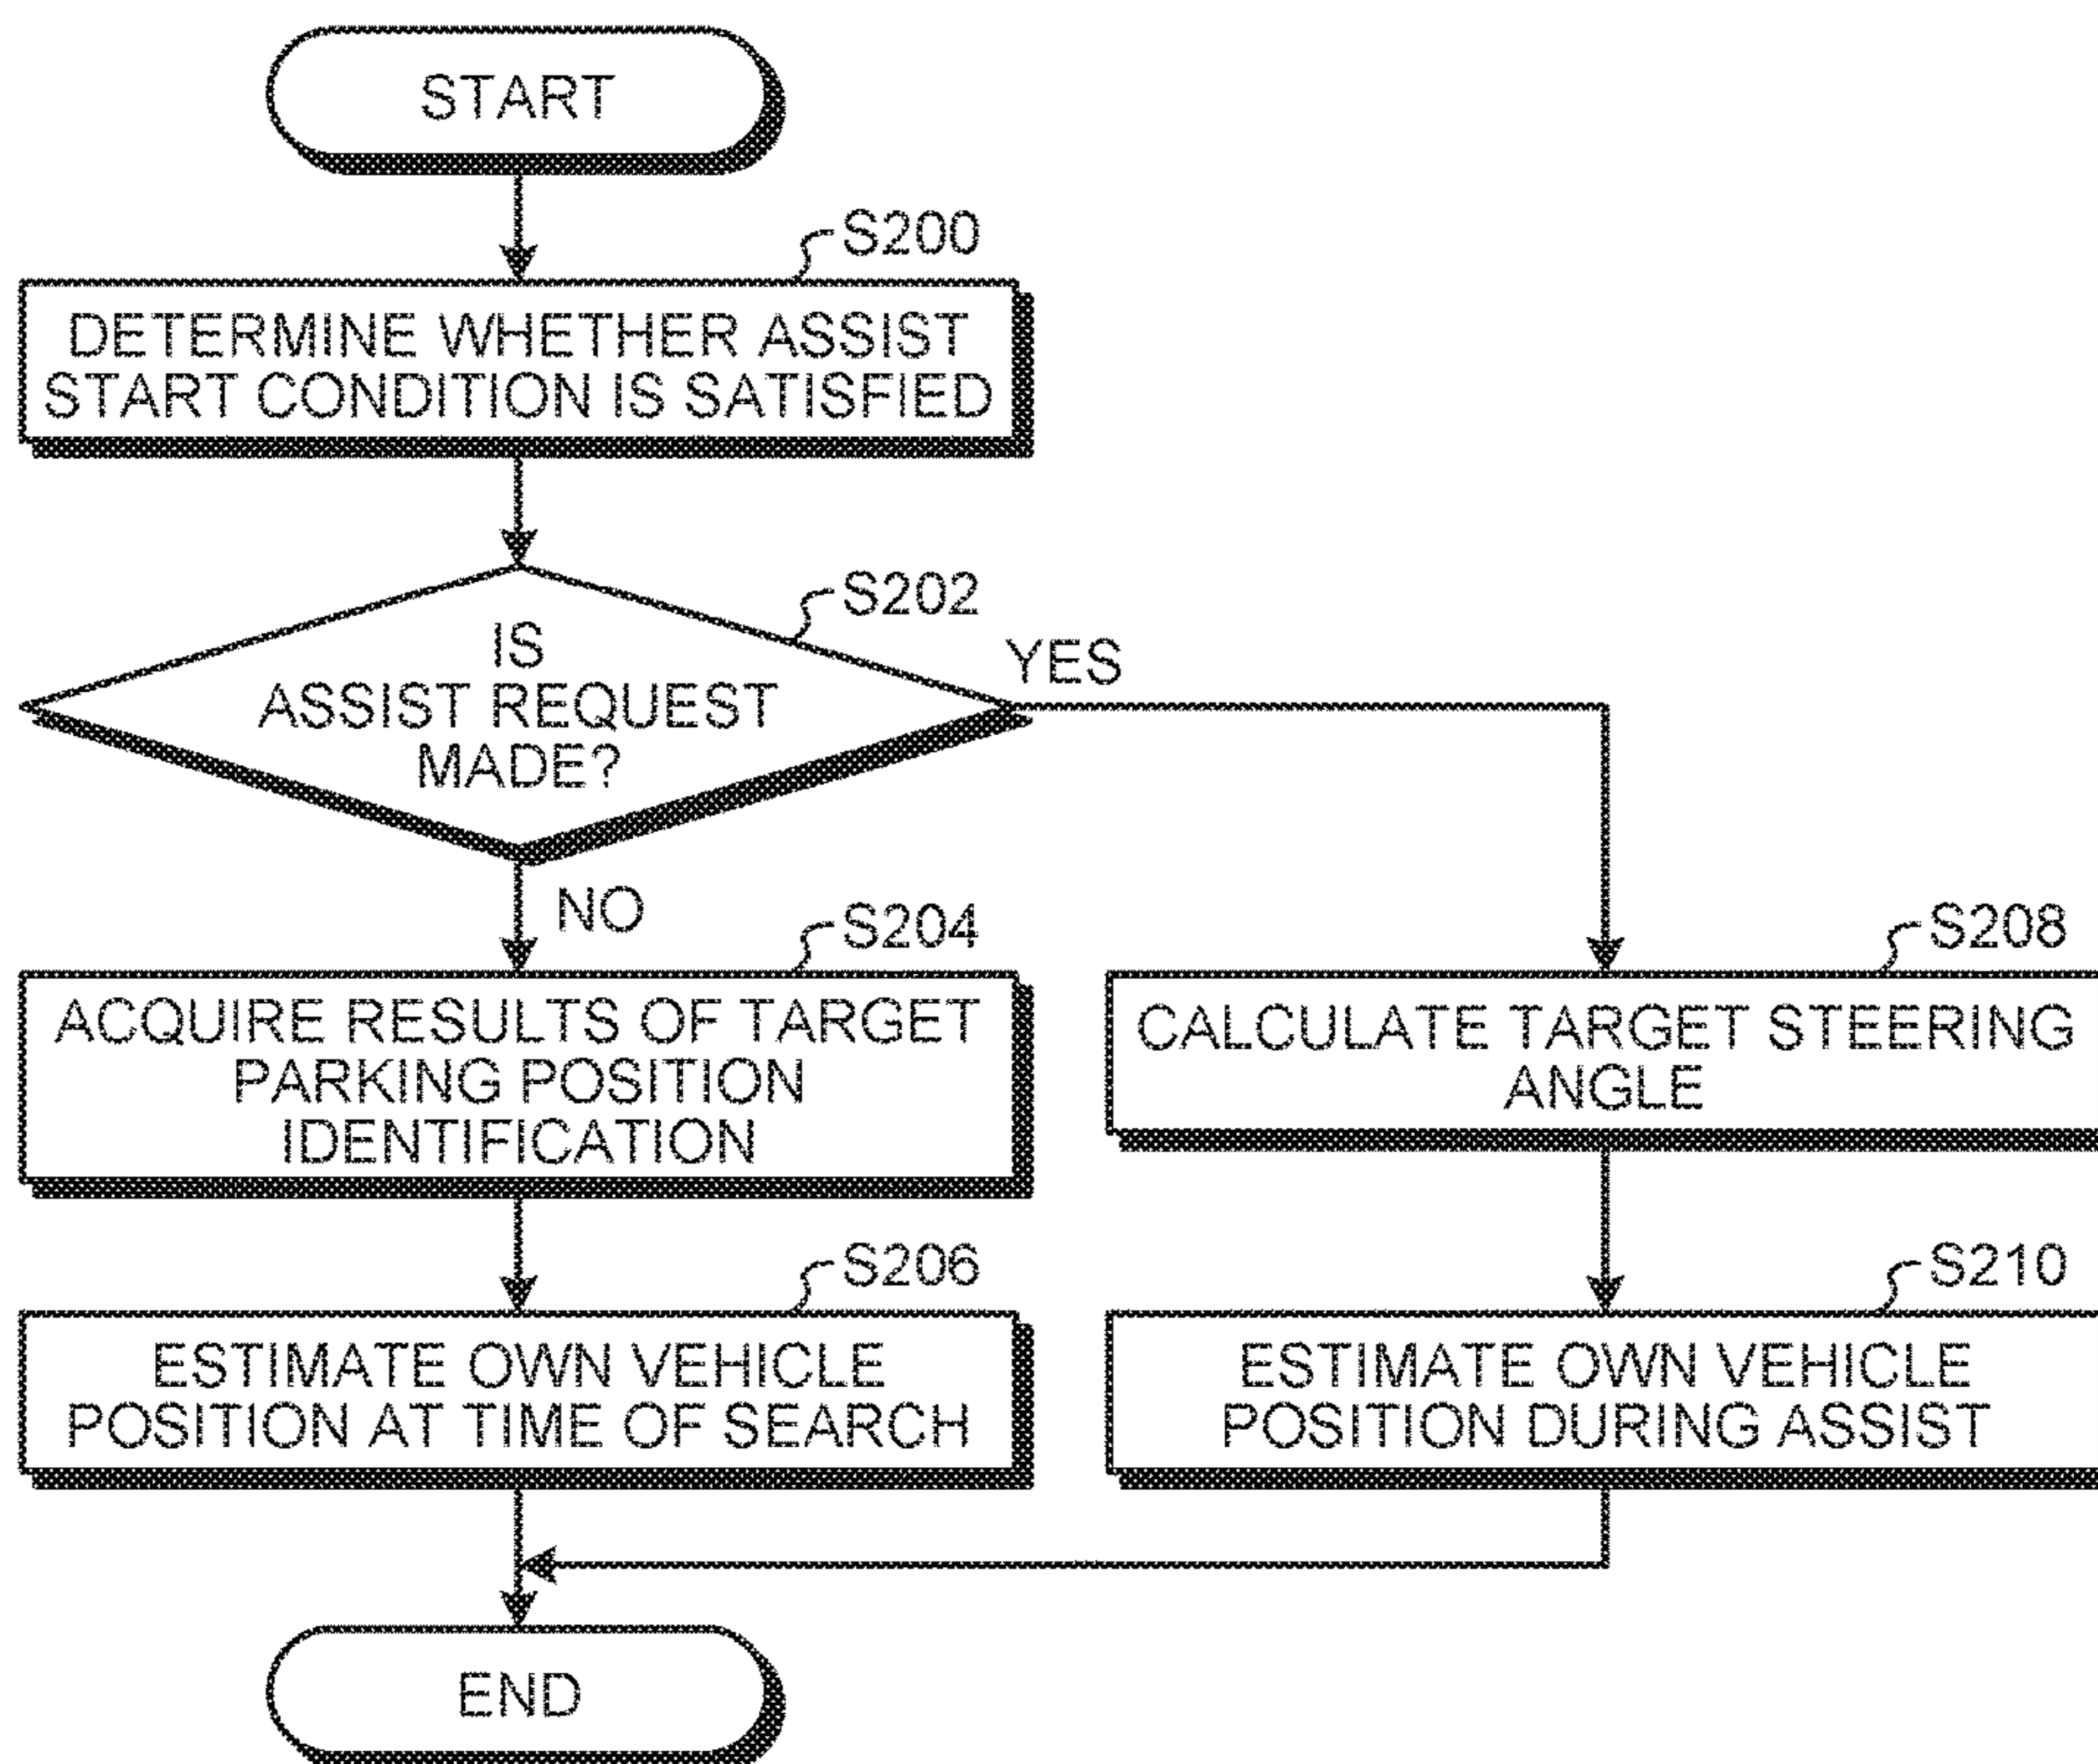 START
S200
DETERMINE WHETHER ASSIST
START CONDITION IS SATISFIED
S202
IS
ASSIST REQUEST
MADE?
YES
NO
S204
ACQUIRE RESULTS OF TARGET
PARKING POSITION
IDENTIFICATION
S208
CALCULATE TARGET STEERING
ANGLE
S206
ESTIMATE OWN VEHICLE
POSITION AT TIME OF SEARCH
S210
ESTIMATE OWN VEHICLE
POSITION DURING ASSIST
END